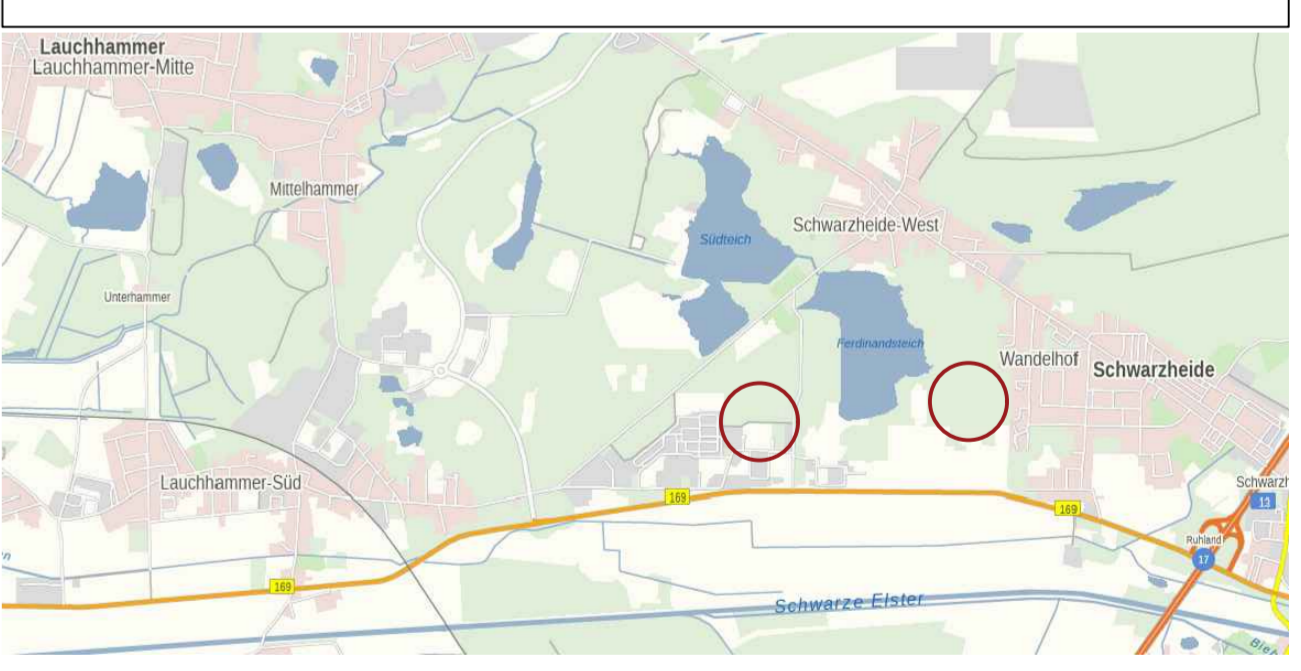 Lauchhammer
Lauchhammer-Mitte
Mittelhammer
Schwarzheide-West
Südteich
Unterhammer
Ferdinandsteich
Wandelhof
Schwarzheide
Lauchhammer-Süd
Schwarzh
169
13
169
Ruhland
17
169
Schwarze Elster